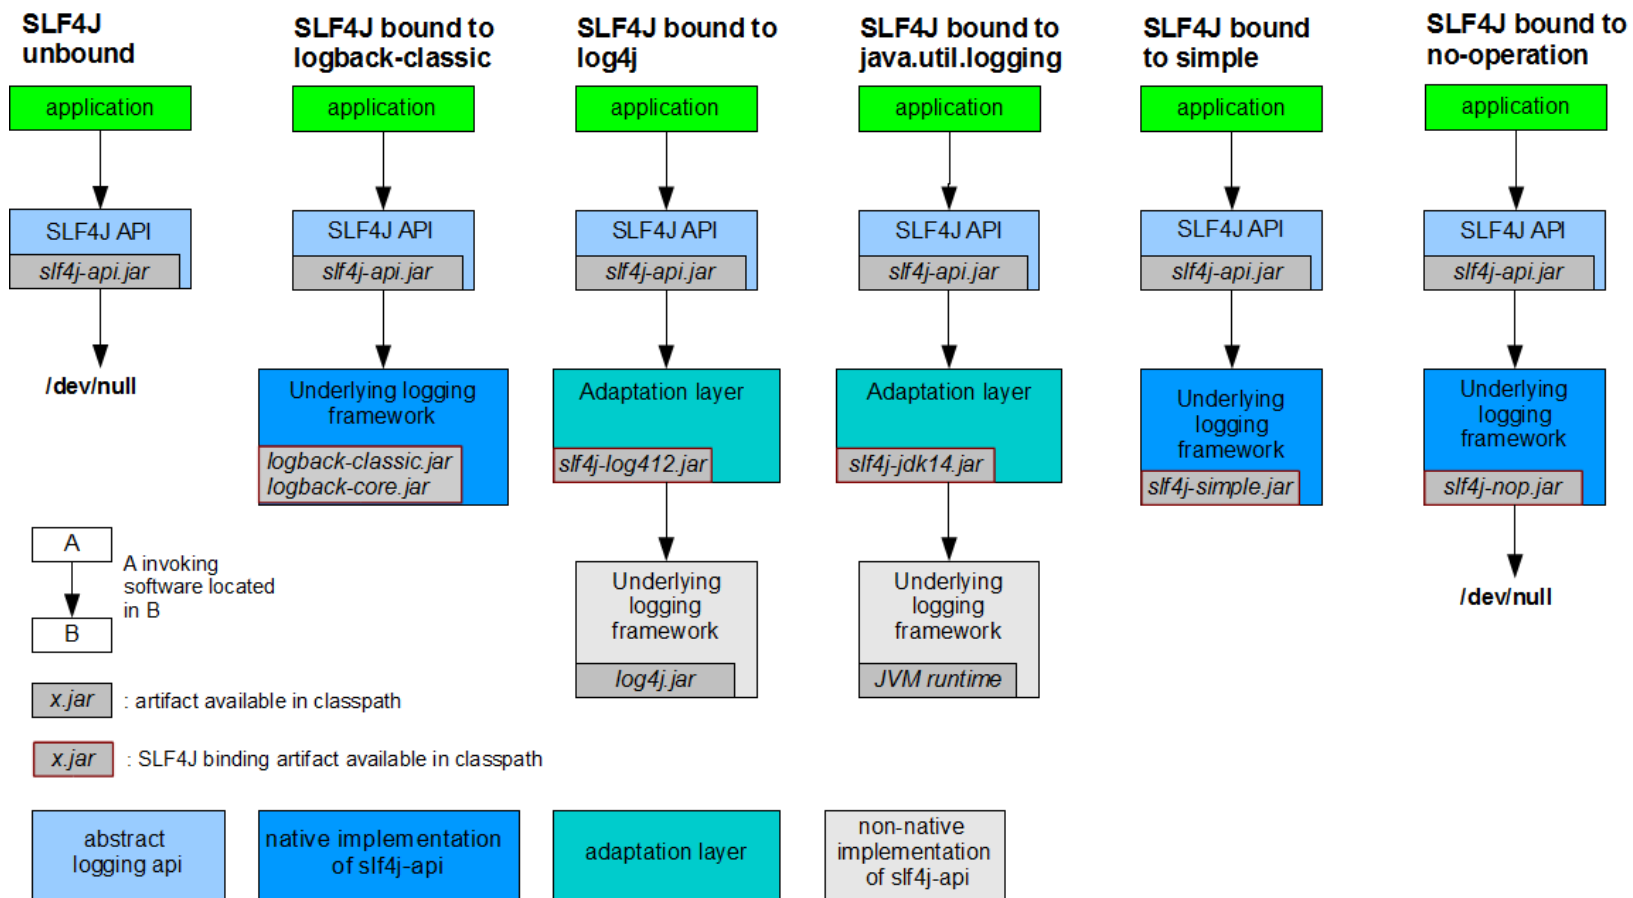 SLF4J
unbound
SLF4J bound to
logback-classic
SLF4J bound to
log4j
SLF4J bound to
java.util.logging
SLF4J bound
to simple
SLF4J bound to
no-operation
application
application
application
application
application
application
SLF4J API
slf4j-api.jar
SLF4J API
slf4j-api.jar
SLF4J API
slf4j-api.jar
SLF4J API
slf4j-api.jar
SLF4J API
slf4j-api.jar
SLF4J API
slf4j-api.jar
/dev/null
Underlying logging
framework
logback-classic.jar
logback-core.jar
Adaptation layer
slf4j-log412.jar
Adaptation layer
slf4j-jdk14.jar
Underlying
logging
framework
slf4j-simple.jar
Underlying
logging
framework
slf4j-nop.jar
A
A invoking
software located
in B
B
Underlying
logging
framework
log4j.jar
Underlying
logging
framework
JVM runtime
/dev/null
x.jar : artifact available in classpath
x.jar : SLF4J binding artifact available in classpath
abstract
logging api
native implementation
of slf4j-api
adaptation layer
non-native
implementation
of slf4j-api